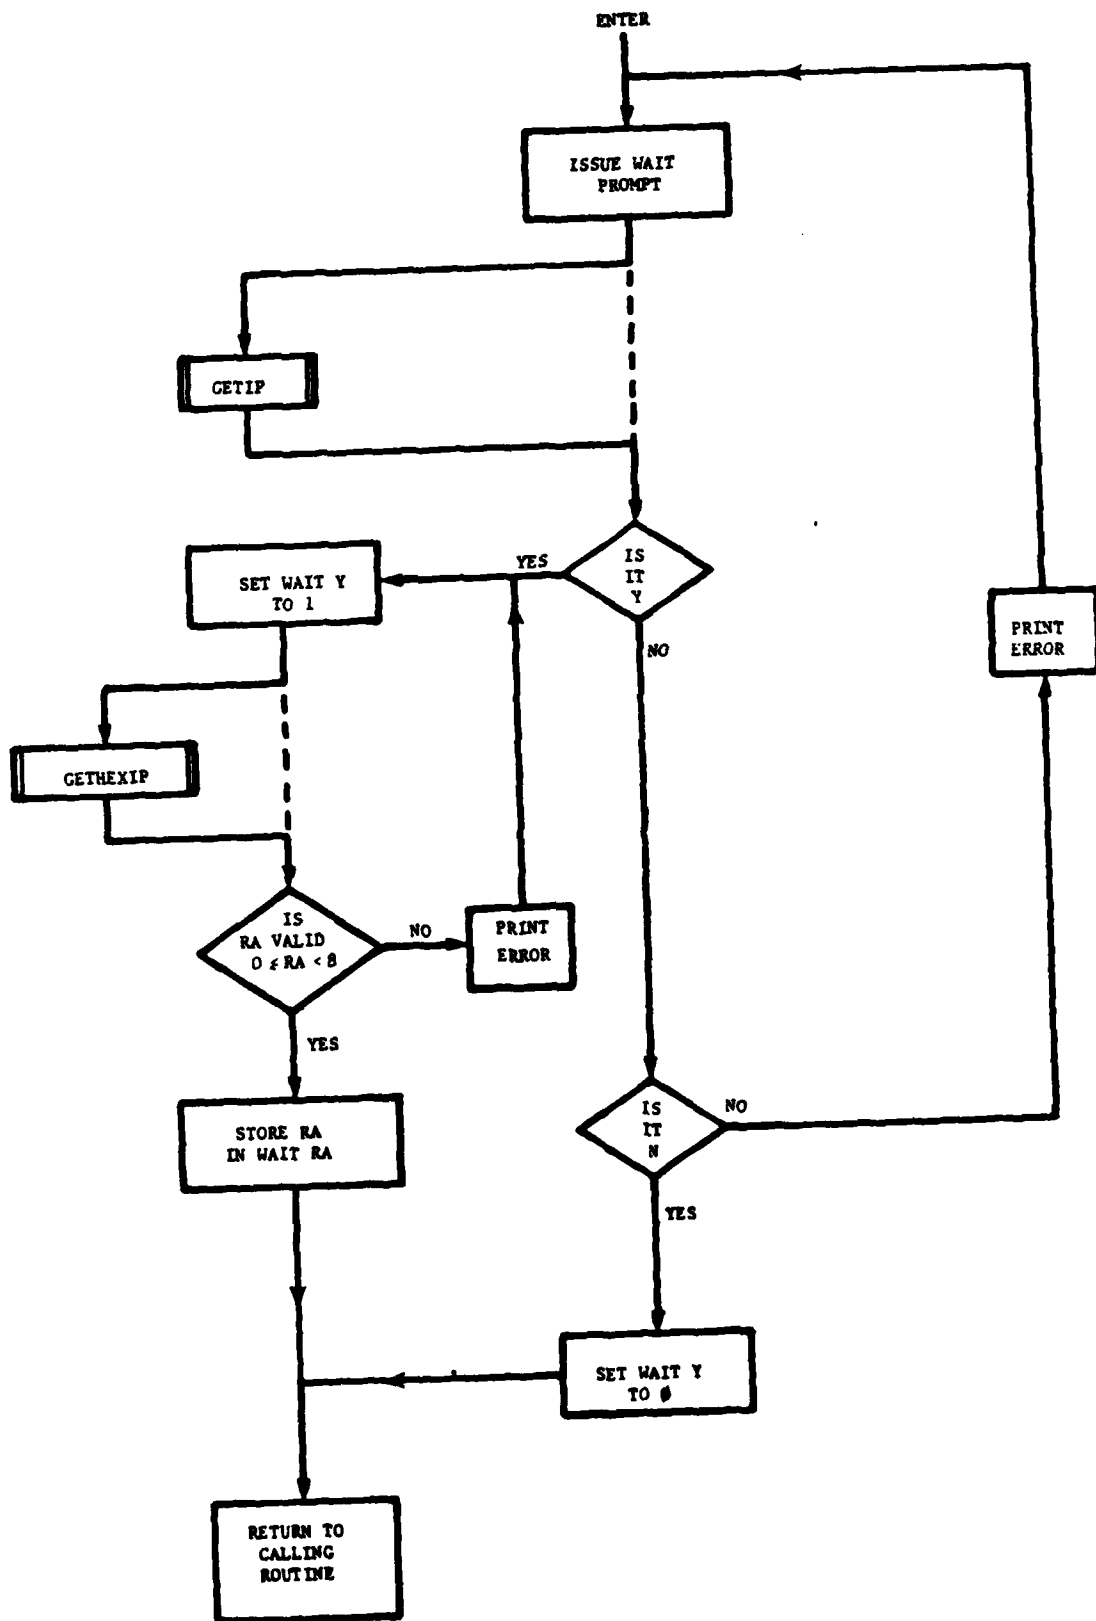 ENTER
ISSUE WAIT
PROMPT
GETIP
IS
IT
Y
YES
NO
SET WAIT Y
TO 1
PRINT
ERROR
GETHEXIP
IS
RA VALID
0 ≤ RA < 8
NO
PRINT
ERROR
YES
STORE RA
IN WAIT RA
IS
IT
N
NO
YES
SET WAIT Y
TO 0
RETURN TO
CALLING
ROUTINE